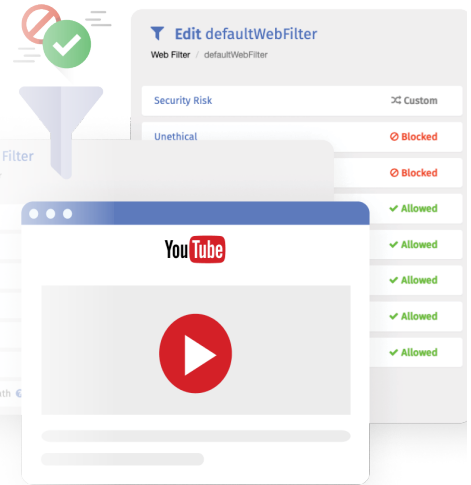 Edit defaultWebFilter
Web Filter / defaultWebFilter
Security Risk
Custom
Unethical
Blocked
Filter
Blocked
Allowed
Allowed
Allowed
Allowed
Allowed
YouTube